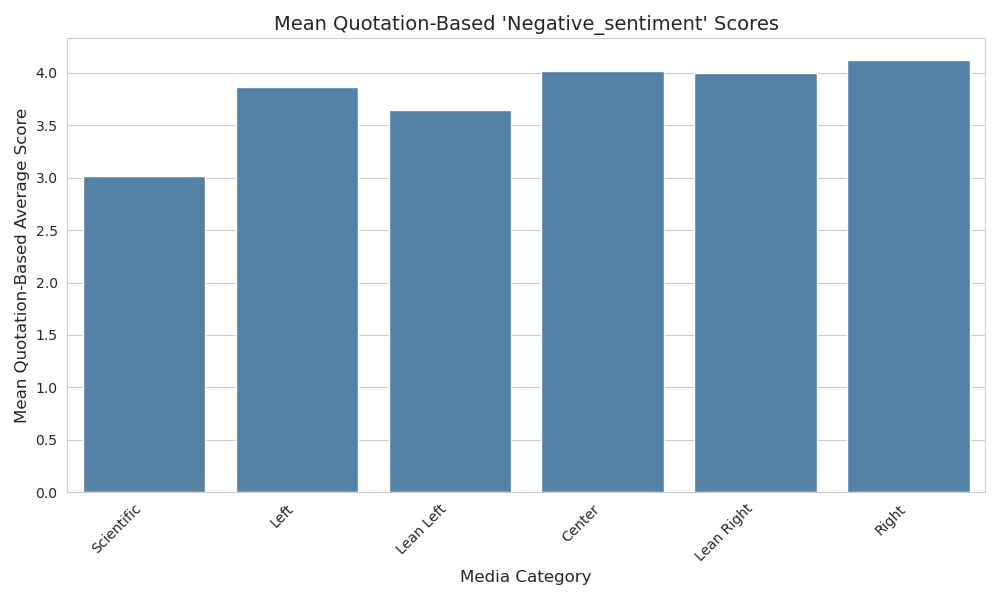 Mean Quotation-Based 'Negative_sentiment' Scores
Mean Quotation-Based Average Score
4.0
3.5
3.0
2.5
2.0
1.5
1.0
0.5
0.0
Scientific
Left
Lean Left
Center
Lean Right
Right
Media Category